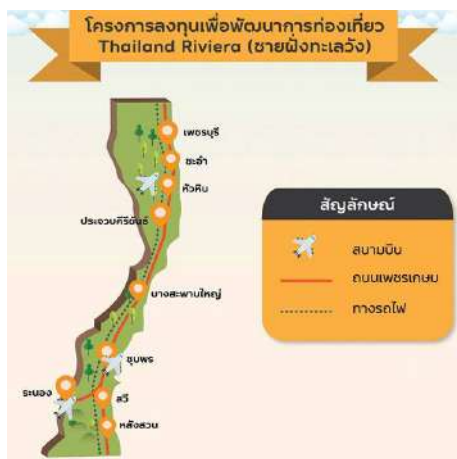 โครงการลงทุนเพื่อพัฒนาการท่องเที่ยว
Thailand Riviera (ชายฝั่งทะเลวัง)
เพชรบุรี
ชะอำ
หัวหิน
ประจวบคีรีขันธ์
บางสะพานใหญ่
ชุมพร
ระนอง
สวี
หลังสวน
สัญลักษณ์
สนามบิน
ถนนเพชรเกษม
ทางรถไฟ